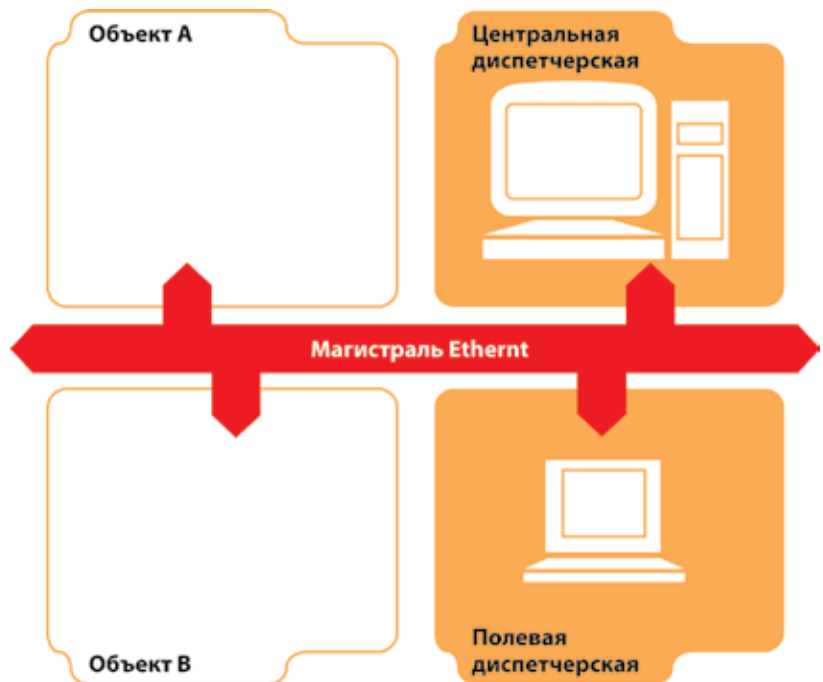 Объект A
Центральная
диспетчерская
Магистраль Ethernt
Объект B
Полевая
диспетчерская